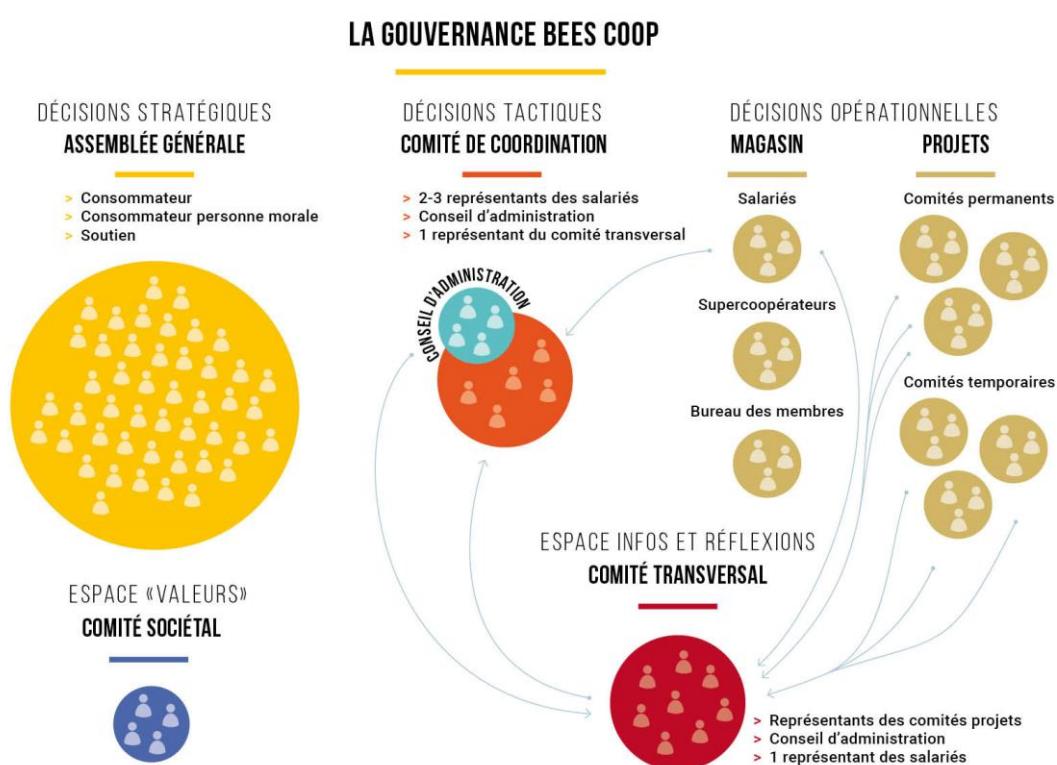 LA GOUVERNANCE BEES COOP
DÉCISIONS STRATÉGIQUES
ASSEMBLÉE GÉNÉRALE
> Consommateur
> Consommateur personne morale
> Soutien
DÉCISIONS TACTIQUES
COMITÉ DE COORDINATION
> 2-3 représentants des salariés
> Conseil d'administration
> 1 représentant du comité transversal
CONSEIL D'ADMINISTRATION
DÉCISIONS OPÉRATIONNELLES
MAGASIN
Salariés
Supercoopérateurs
Bureau des membres
PROJETS
Comités permanents
Comités temporaires
ESPACE «VALEURS»
COMITÉ SOCIÉTAL
ESPACE INFOS ET RÉFLEXIONS
COMITÉ TRANSVERSAL
> Représentants des comités projets
> Conseil d'administration
> 1 représentant des salariés